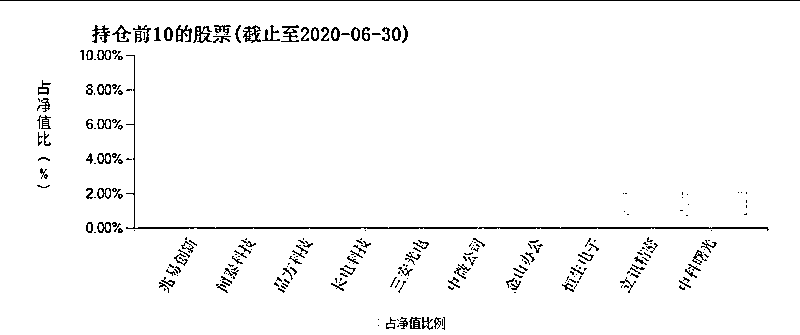 持仓前10的股票(截止至2020-06-30)
占净值比(%)
10.00%
8.00%
6.00%
4.00%
2.00%
0.00%
兆易创新
闻泰科技
晶方科技
长电科技
三安光电
中微公司
金山办公
恒生电子
立讯精密
中科曙光
占净值比例